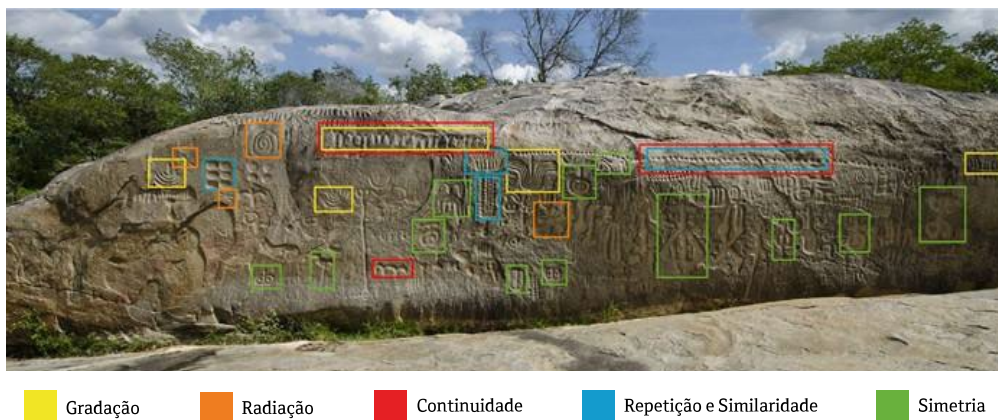 Gradação
Radiação
Continuidade
Repetição e Similaridade
Simetria